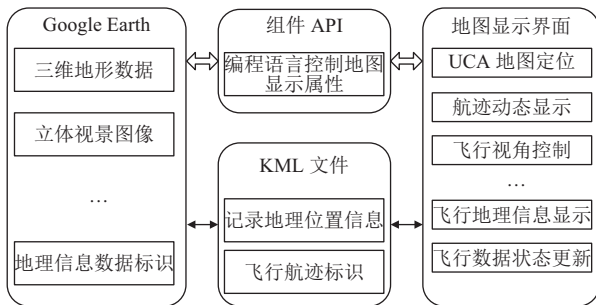 Google Earth
三维地形数据
立体视景图像
…
地理信息数据标识
组件 API
编程语言控制地图
显示属性
KML 文件
记录地理位置信息
飞行航迹标识
地图显示界面
UCA 地图定位
航迹动态显示
飞行视角控制
…
飞行地理信息显示
飞行数据状态更新